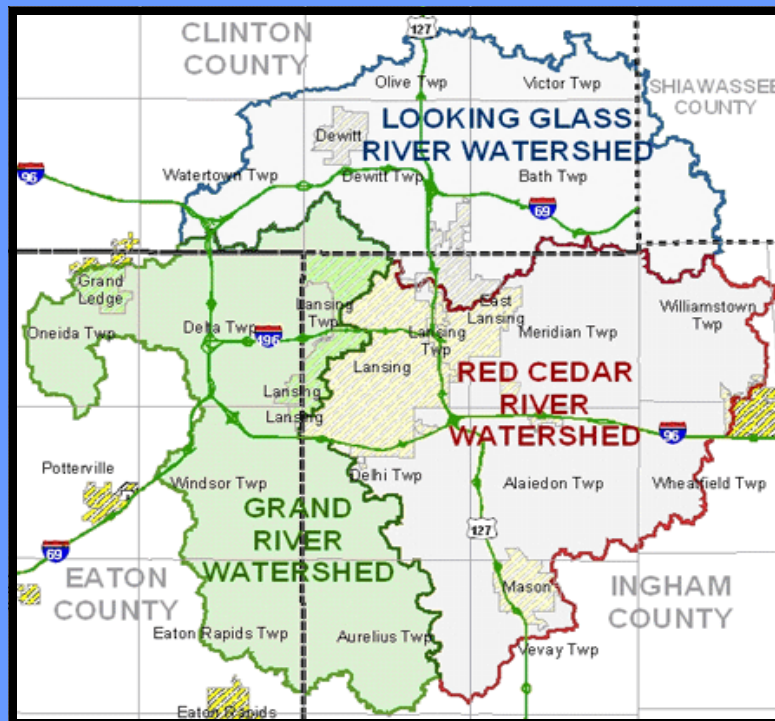 CLINTON
COUNTY
127
Olive Twp
Victor Twp
SHIAWASSEE
COUNTY
Dewitt
LOOKING GLASS
RIVER WATERSHED
96
Watertown Twp
Dewitt Twp
Bath Twp
69
Grand
Ledge
Lansing
Twp
East
Lansing
Williamstown
Twp
Oneida Twp
Delta Twp
496
Lansing
Twp
Meridian Twp
Lansing
RED CEDAR
RIVER
WATERSHED
Lansing
Lansing
96
Potterville
Windsor Twp
Delhi Twp
Alaiedon Twp
Wheatfield Twp
GRAND
RIVER
WATERSHED
127
69
EATON
COUNTY
Mason
INGHAM
COUNTY
Eaton Rapids Twp
Aurelius Twp
Vevay Twp
Eaton Rapids